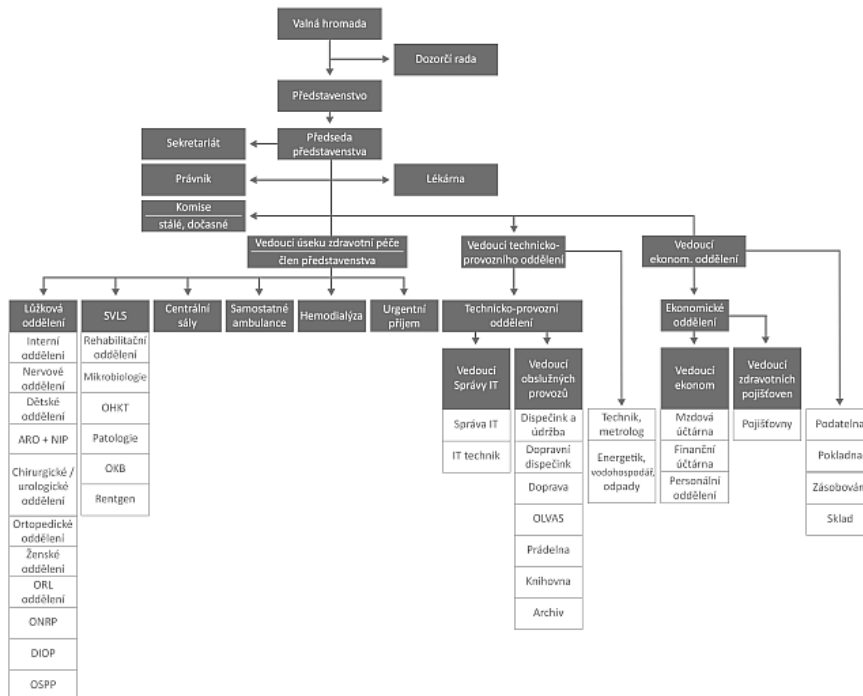 Valná hromada
Dozorčí rada
Představenstvo
Sekretariát
Předseda
představenstva
Právník
Lékárna
Komise
stálé, dočasné
Vedoucí úseku zdravotní péče
člen představenstva
Vedoucí technicko-
provozního oddělení
Vedoucí
ekonom. oddělení
Lůžková
oddělení
SVLS
Centrální
sály
Samostatné
ambulance
Hemodialýza
Urgentní
příjem
Technicko-provozní
oddělení
Ekonomické
oddělení
Interní
oddělení
Nervové
oddělení
Dětské
oddělení
ARO + NIP
Chirurgické /
urologické
oddělení
Ortopedické
oddělení
Ženské
oddělení
ORL
oddělení
ONRP
DIOP
OSPP
Rehabilitační
oddělení
Mikrobiologie
OHKT
Patologie
OKB
Rentgen
Vedoucí
Správy IT
Správa IT
IT technik
Vedoucí
obslužných
provozů
Dispečink a
údržba
Dopravní
dispečink
Doprava
OLVAS
Prádelna
Knihovna
Archiv
Technik,
metrolog
Energetik,
vodohospodář,
odpady
Vedoucí
ekonom
Mzdová
účtárna
Finanční
účtárna
Personální
oddělení
Vedoucí
zdravotních
pojišťoven
Pojišťovny
Podatelna
Pokladna
Zásobování
Sklad